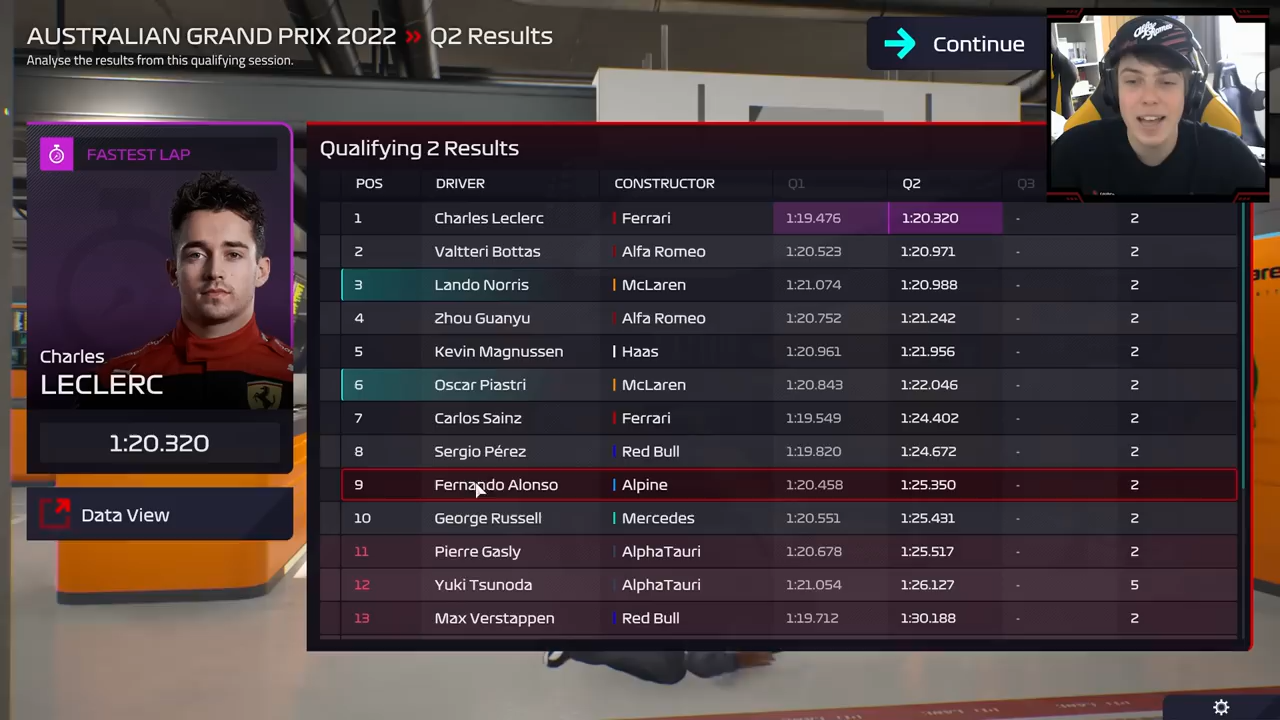 AUSTRALIAN GRAND PRIX 2022 » Q2 Results
Analyse the results from this qualifying session.
Continue
FASTEST LAP
Charles
LECLERC
1:20.320
Data View
Qualifying 2 Results
POS DRIVER CONSTRUCTOR Q1 Q2 Q3
1 Charles Leclerc Ferrari 1:19.476 1:20.320 - 2
2 Valtteri Bottas Alfa Romeo 1:20.523 1:20.971 - 2
3 Lando Norris McLaren 1:21.074 1:20.988 - 2
4 Zhou Guanyu Alfa Romeo 1:20.752 1:21.242 - 2
5 Kevin Magnussen Haas 1:20.961 1:21.956 - 2
6 Oscar Piastri McLaren 1:20.843 1:22.046 - 2
7 Carlos Sainz Ferrari 1:19.549 1:24.402 - 2
8 Sergio Pérez Red Bull 1:19.820 1:24.672 - 2
9 Fernando Alonso Alpine 1:20.458 1:25.350 - 2
10 George Russell Mercedes 1:20.551 1:25.431 - 2
11 Pierre Gasly AlphaTauri 1:20.678 1:25.517 - 2
12 Yuki Tsunoda AlphaTauri 1:21.054 1:26.127 - 5
13 Max Verstappen Red Bull 1:19.712 1:30.188 - 2